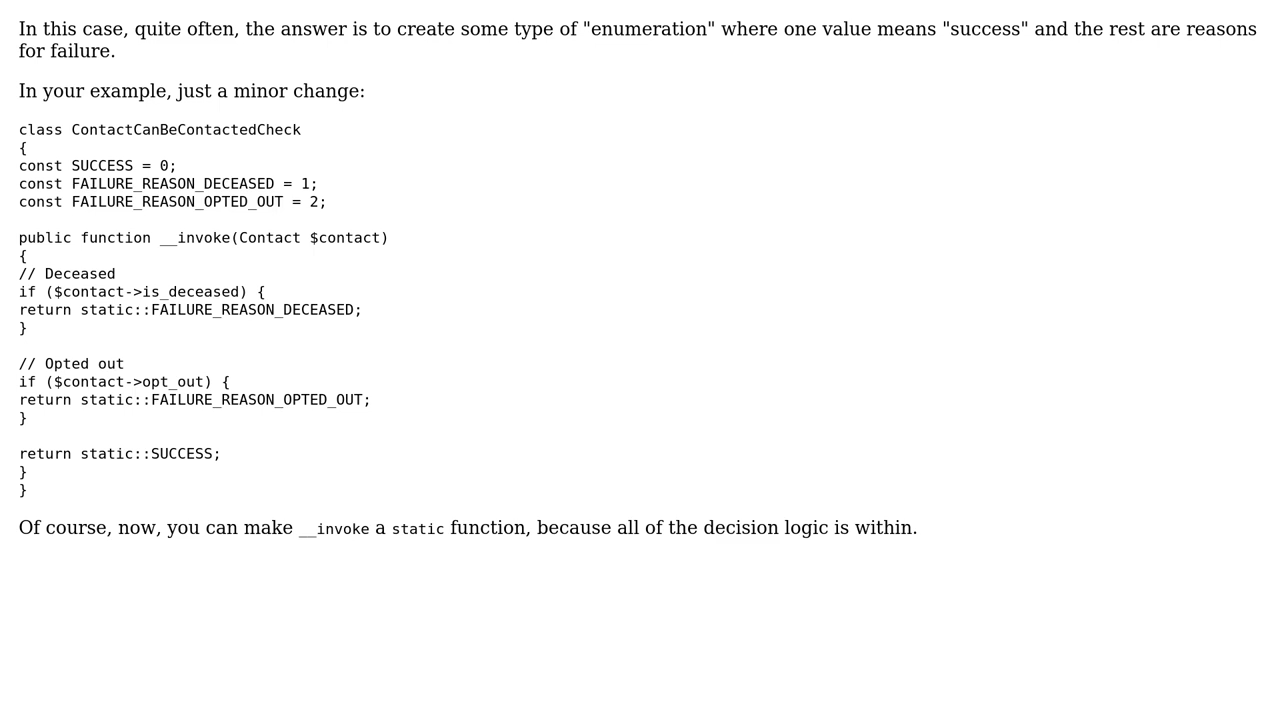 In this case, quite often, the answer is to create some type of "enumeration" where one value means "success" and the rest are reasons
for failure.
In your example, just a minor change:
class ContactCanBeContactedCheck
{
const SUCCESS = 0;
const FAILURE_REASON_DECEASED = 1;
const FAILURE_REASON_OPTED_OUT = 2;
public function __invoke(Contact $contact)
{
// Deceased
if ($contact->is_deceased) {
return static::FAILURE_REASON_DECEASED;
}
// Opted out
if ($contact->opt_out) {
return static::FAILURE_REASON_OPTED_OUT;
}
return static::SUCCESS;
}
}
Of course, now, you can make __invoke a static function, because all of the decision logic is within.